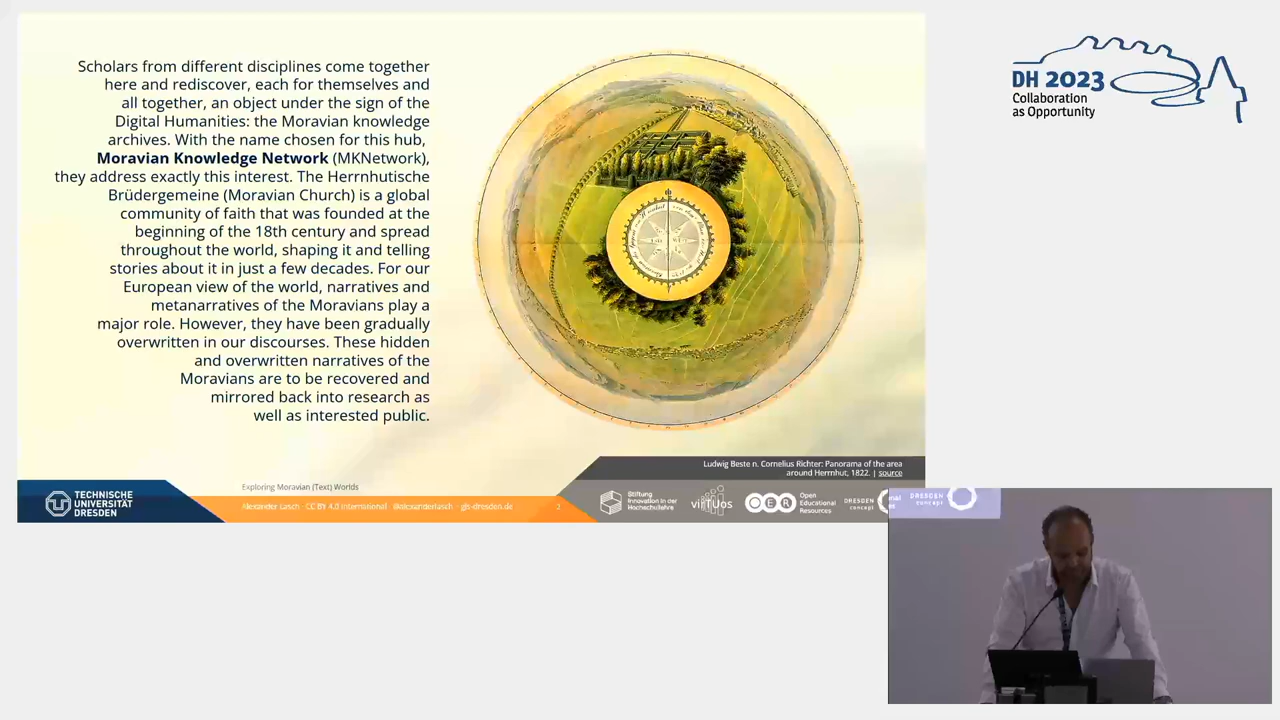 Scholars from different disciplines come together
here and rediscover, each for themselves and
all together, an object under the sign of the
Digital Humanities: the Moravian knowledge
archives. With the name chosen for this hub,
Moravian Knowledge Network (MKNetwork),
they address exactly this interest. The Herrnhutische
Brüdergemeine (Moravian Church) is a global
community of faith that was founded at the
beginning of the 18th century and spread
throughout the world, shaping it and telling
stories about it in just a few decades. For our
European view of the world, narratives and
metanarratives of the Moravians play a
major role. However, they have been gradually
overwritten in our discourses. These hidden
and overwritten narratives of the
Moravians are to be recovered and
mirrored back into research as
well as interested public.
Ludwig Beste n. Cornelius Richter: Panorama of the area
around Herrnhut, 1822. | source
Exploring Moravian (Text) Worlds
Alexander Lasch · CC BY 4.0 International · @alexanderlasch · gls-dresden.de
2
TECHNISCHE
UNIVERSITÄT
DRESDEN
Stiftung
Innovation in der
Hochschullehre
virTUos
OER
Open
Educational
Resources
DRESDEN
concept
DRESDEN
concept
DH 2023
Collaboration
as Opportunity